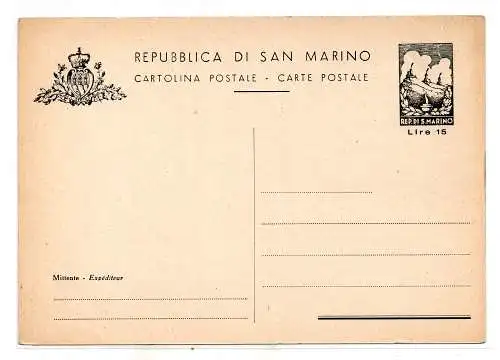 REPUBBLICA DI SAN MARINO
CARTOLINA POSTALE - CARTE POSTALE
REP. DI S. MARINO
Lire 15
Mittente - Expéditeur